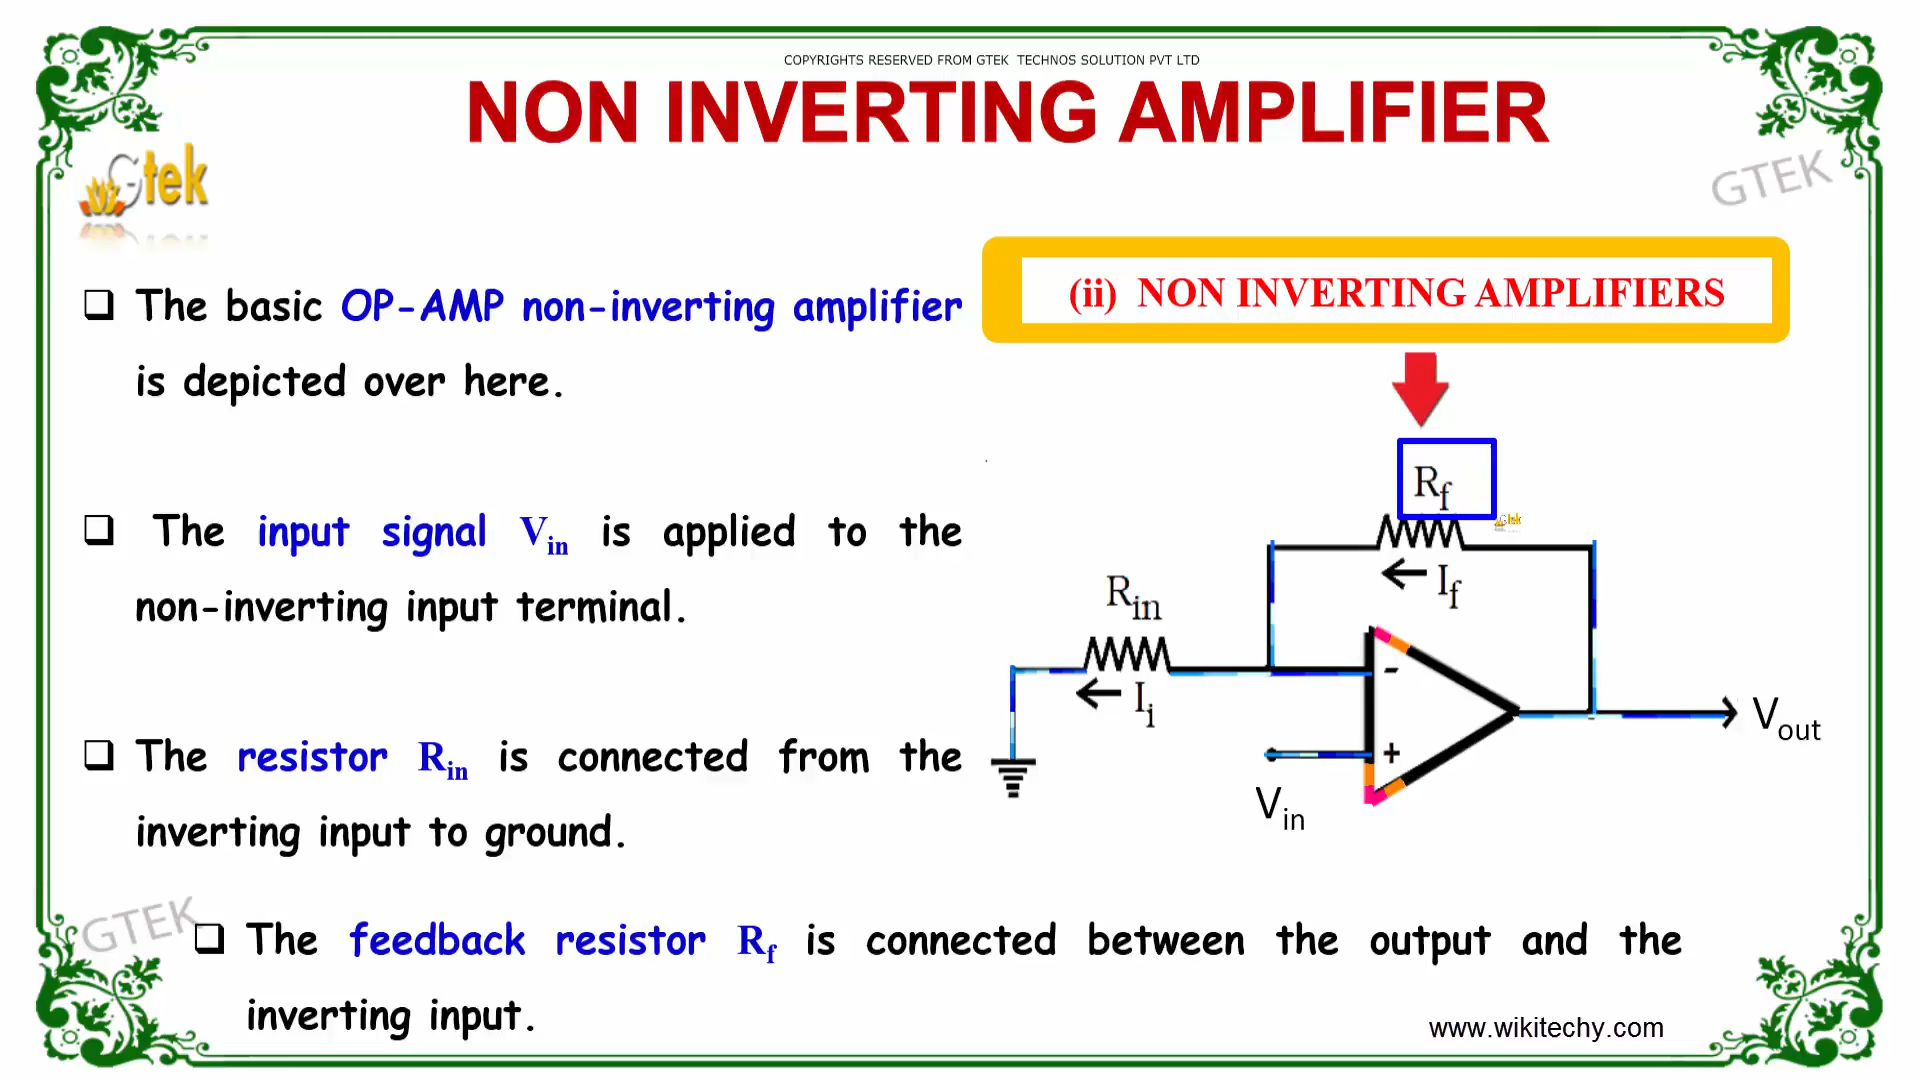 COPYRIGHTS RESERVED FROM GTEK TECHNOS SOLUTION PVT LTD
NON INVERTING AMPLIFIER
Gtek
GTEK
❑ The basic OP-AMP non-inverting amplifier
is depicted over here.
❑ The input signal Vin is applied to the
non-inverting input terminal.
❑ The resistor Rin is connected from the
inverting input to ground.
(ii) NON INVERTING AMPLIFIERS
Rf
Gtek
If
Rin
Ii
-
+
Vin
Vout
GTEK
❑ The feedback resistor Rf is connected between the output and the
inverting input.
www.wikitechy.com